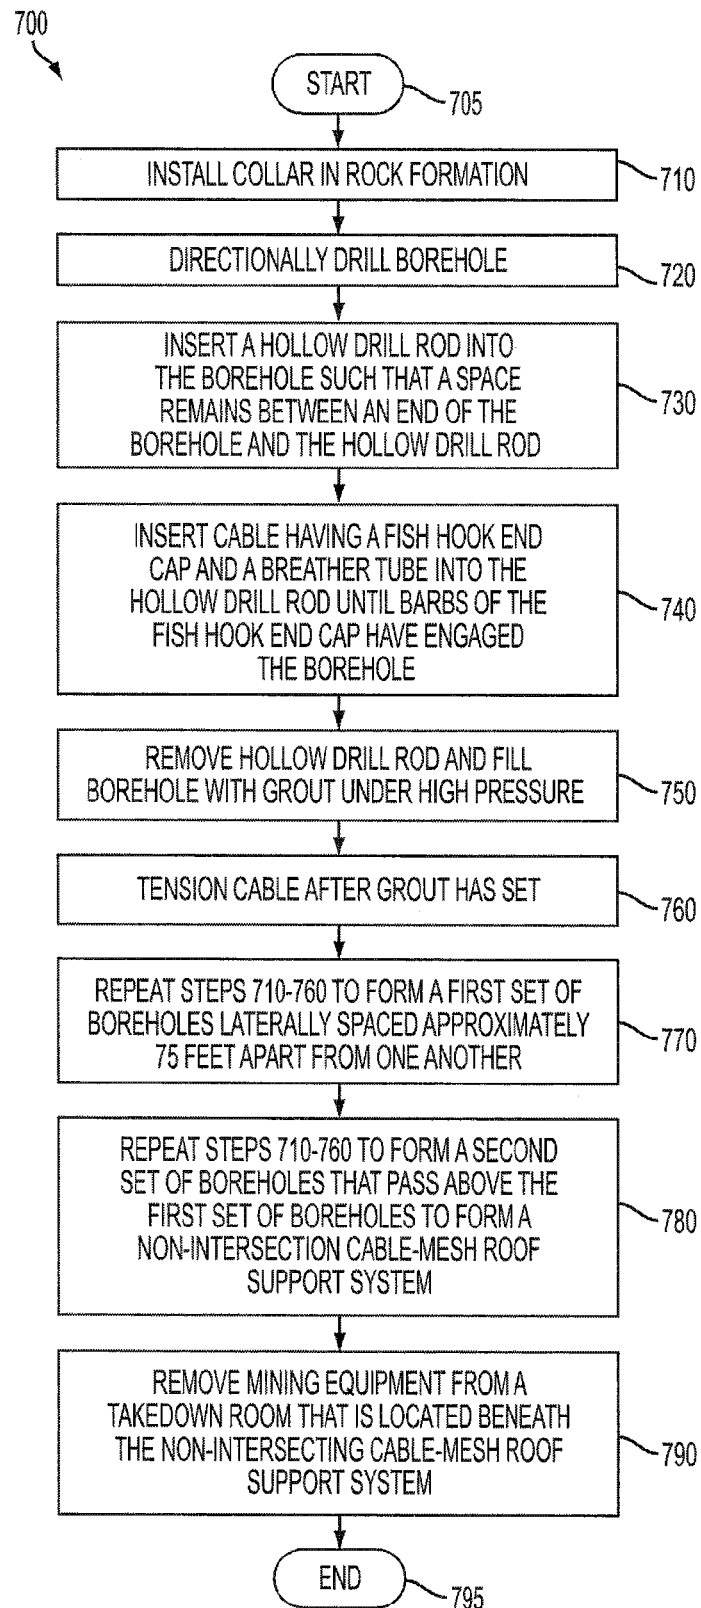 700
START
705
INSTALL COLLAR IN ROCK FORMATION
710
DIRECTIONALLY DRILL BOREHOLE
720
INSERT A HOLLOW DRILL ROD INTO
THE BOREHOLE SUCH THAT A SPACE
REMAINS BETWEEN AN END OF THE
BOREHOLE AND THE HOLLOW DRILL ROD
730
INSERT CABLE HAVING A FISH HOOK END
CAP AND A BREATHER TUBE INTO THE
HOLLOW DRILL ROD UNTIL BARBS OF THE
FISH HOOK END CAP HAVE ENGAGED
THE BOREHOLE
740
REMOVE HOLLOW DRILL ROD AND FILL
BOREHOLE WITH GROUT UNDER HIGH PRESSURE
750
TENSION CABLE AFTER GROUT HAS SET
760
REPEAT STEPS 710-760 TO FORM A FIRST SET OF
BOREHOLES LATERALLY SPACED APPROXIMATELY
75 FEET APART FROM ONE ANOTHER
770
REPEAT STEPS 710-760 TO FORM A SECOND
SET OF BOREHOLES THAT PASS ABOVE THE
FIRST SET OF BOREHOLES TO FORM A
NON-INTERSECTION CABLE-MESH ROOF
SUPPORT SYSTEM
780
REMOVE MINING EQUIPMENT FROM A
TAKEDOWN ROOM THAT IS LOCATED BENEATH
THE NON-INTERSECTING CABLE-MESH ROOF
SUPPORT SYSTEM
790
END
795